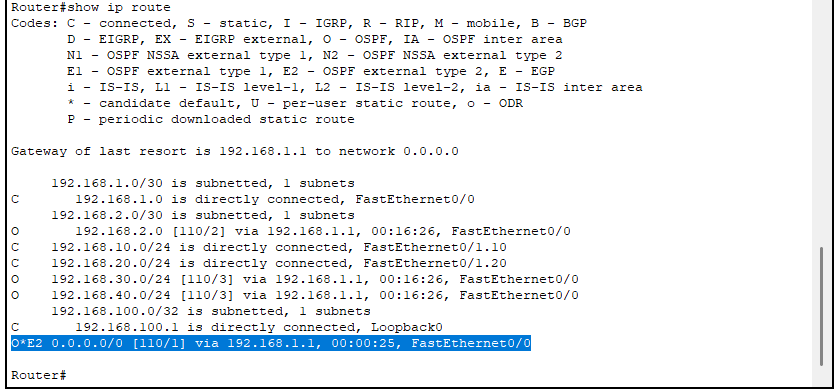 Router#show ip route
Codes: C - connected, S - static, I - IGRP, R - RIP, M - mobile, B - BGP
       D - EIGRP, EX - EIGRP external, O - OSPF, IA - OSPF inter area
       N1 - OSPF NSSA external type 1, N2 - OSPF NSSA external type 2
       E1 - OSPF external type 1, E2 - OSPF external type 2, E - EGP
       i - IS-IS, L1 - IS-IS level-1, L2 - IS-IS level-2, ia - IS-IS inter area
       * - candidate default, U - per-user static route, o - ODR
       P - periodic downloaded static route
Gateway of last resort is 192.168.1.1 to network 0.0.0.0
     192.168.1.0/30 is subnetted, 1 subnets
C       192.168.1.0 is directly connected, FastEthernet0/0
     192.168.2.0/30 is subnetted, 1 subnets
O       192.168.2.0 [110/2] via 192.168.1.1, 00:16:26, FastEthernet0/0
C    192.168.10.0/24 is directly connected, FastEthernet0/1.10
C    192.168.20.0/24 is directly connected, FastEthernet0/1.20
O    192.168.30.0/24 [110/3] via 192.168.1.1, 00:16:26, FastEthernet0/0
O    192.168.40.0/24 [110/3] via 192.168.1.1, 00:16:26, FastEthernet0/0
     192.168.100.0/32 is subnetted, 1 subnets
C       192.168.100.1 is directly connected, Loopback0
O*E2 0.0.0.0/0 [110/1] via 192.168.1.1, 00:00:25, FastEthernet0/0
Router#